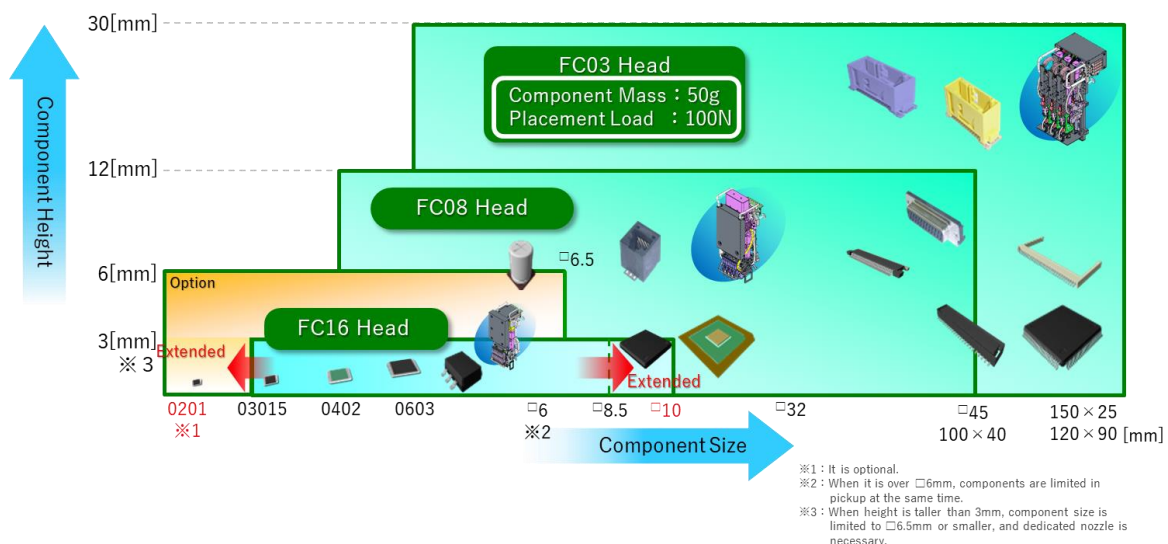 30[mm]
FC03 Head
Component Mass：50g
Placement Load ：100N
Component Height
12[mm]
FC08 Head
□6.5
6[mm]
Option
FC16 Head
3[mm]
※3
Extended
Extended
0201
03015
0402
0603
□6
□8.5
□10
□32
□45
150×25
※1
※2
100×40
120×90 [mm]
Component Size
※1：It is optional.
※2：When it is over □6mm, components are limited in
pickup at the same time.
※3：When height is taller than 3mm, component size is
limited to □6.5mm or smaller, and dedicated nozzle is
necessary.